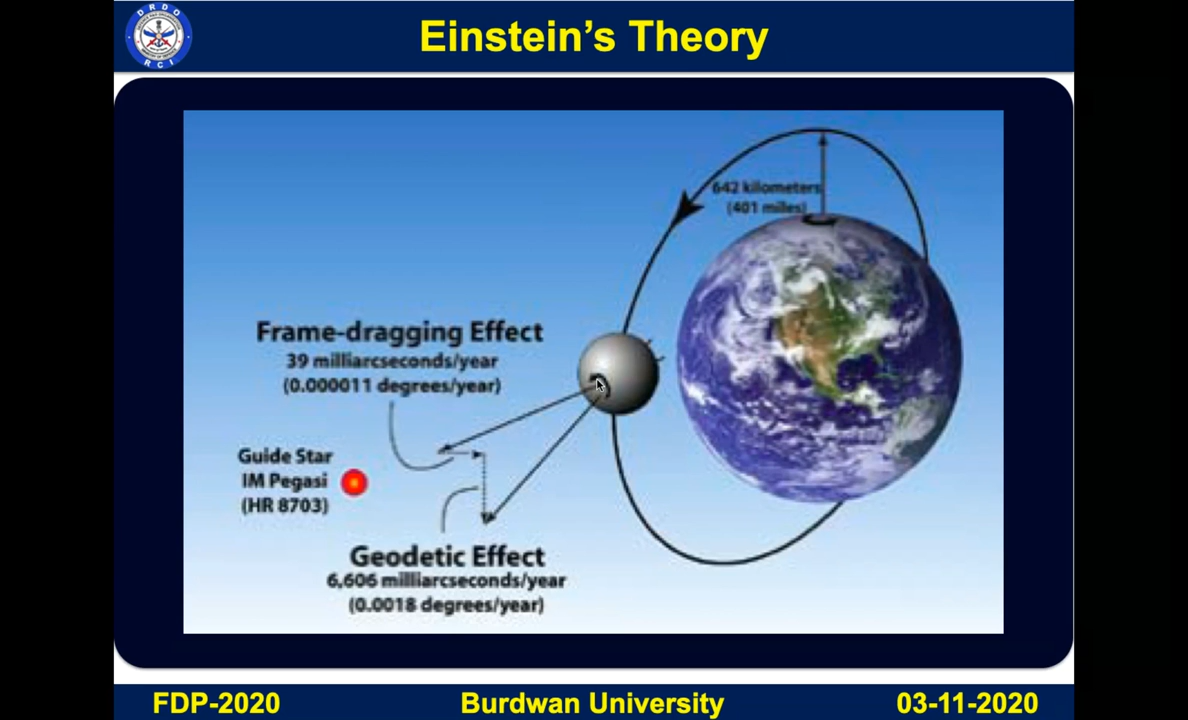 DRDO
RCI
Einstein's Theory
642 kilometers
(401 miles)
Frame-dragging Effect
39 milliarcseconds/year
(0.000011 degrees/year)
Guide Star
IM Pegasi
(HR 8703)
Geodetic Effect
6,606 milliarcseconds/year
(0.0018 degrees/year)
FDP-2020
Burdwan University
03-11-2020